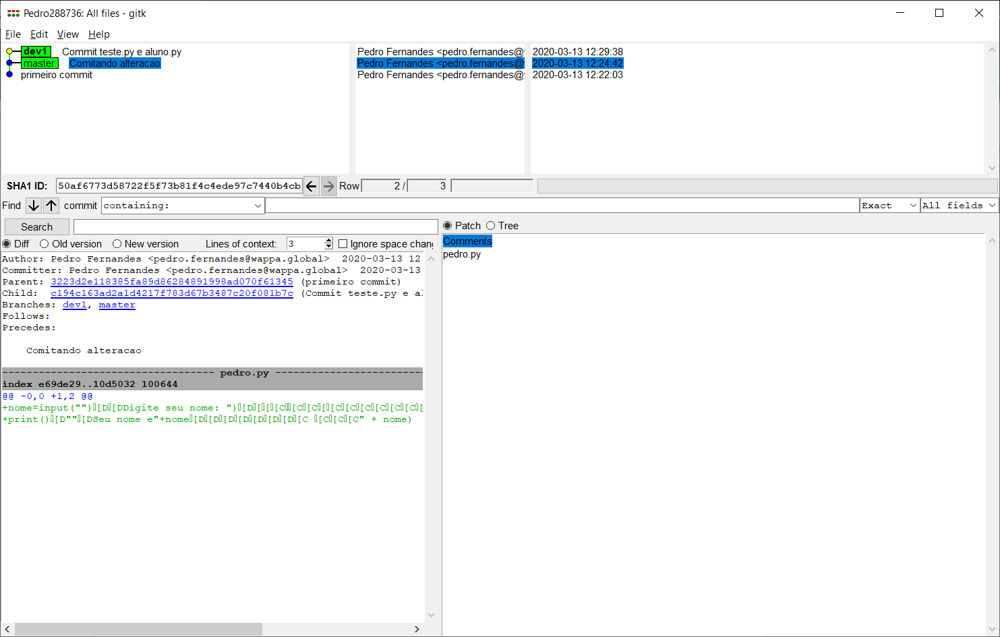 Pedro288736: All files - gitk
File Edit View Help
dev1 Commit teste.py e aluno.py Pedro Fernandes <pedro.fernandes@ 2020-03-13 12:29:38
master Comitando alteracao Pedro Fernandes <pedro.fernandes@ 2020-03-13 12:24:42
primeiro commit Pedro Fernandes <pedro.fernandes@ 2020-03-13 12:22:03
SHA1 ID: 50af6773d58722f5f73b81f4c4ede97c7440b4cb Row 2 / 3
Find commit containing: Exact All fields
Search
Patch Tree
Diff Old version New version Lines of context: 3 Ignore space chang
Comments
pedro.py
Author: Pedro Fernandes <pedro.fernandes@wappa.global> 2020-03-13 12
Committer: Pedro Fernandes <pedro.fernandes@wappa.global> 2020-03-13
Parent: 3223d2e118385fa89d86284891998ad070f61345 (primeiro commit)
Child: c194c163ad2a1d4217f783d67b3487c20f081b7c (Commit teste.py e al
Branches: dev1, master
Follows:
Precedes:
Comitando alteracao
---------------------------------- pedro.py ------------------------
index e69de29..10d5032 100644
@@ -0,0 +1,2 @@
+nome=input("")▯[D▯[DDigite seu nome: ")▯[D▯[▯[▯[C▯▯[C▯[C▯[▯[C▯[C▯[C▯[C▯[C▯[C▯[
+print()▯[D""▯[DSeu nome e"+nome▯[D▯[D▯[D▯[D▯[D▯[D▯[D▯[C ▯[C▯[C▯[C" + nome)